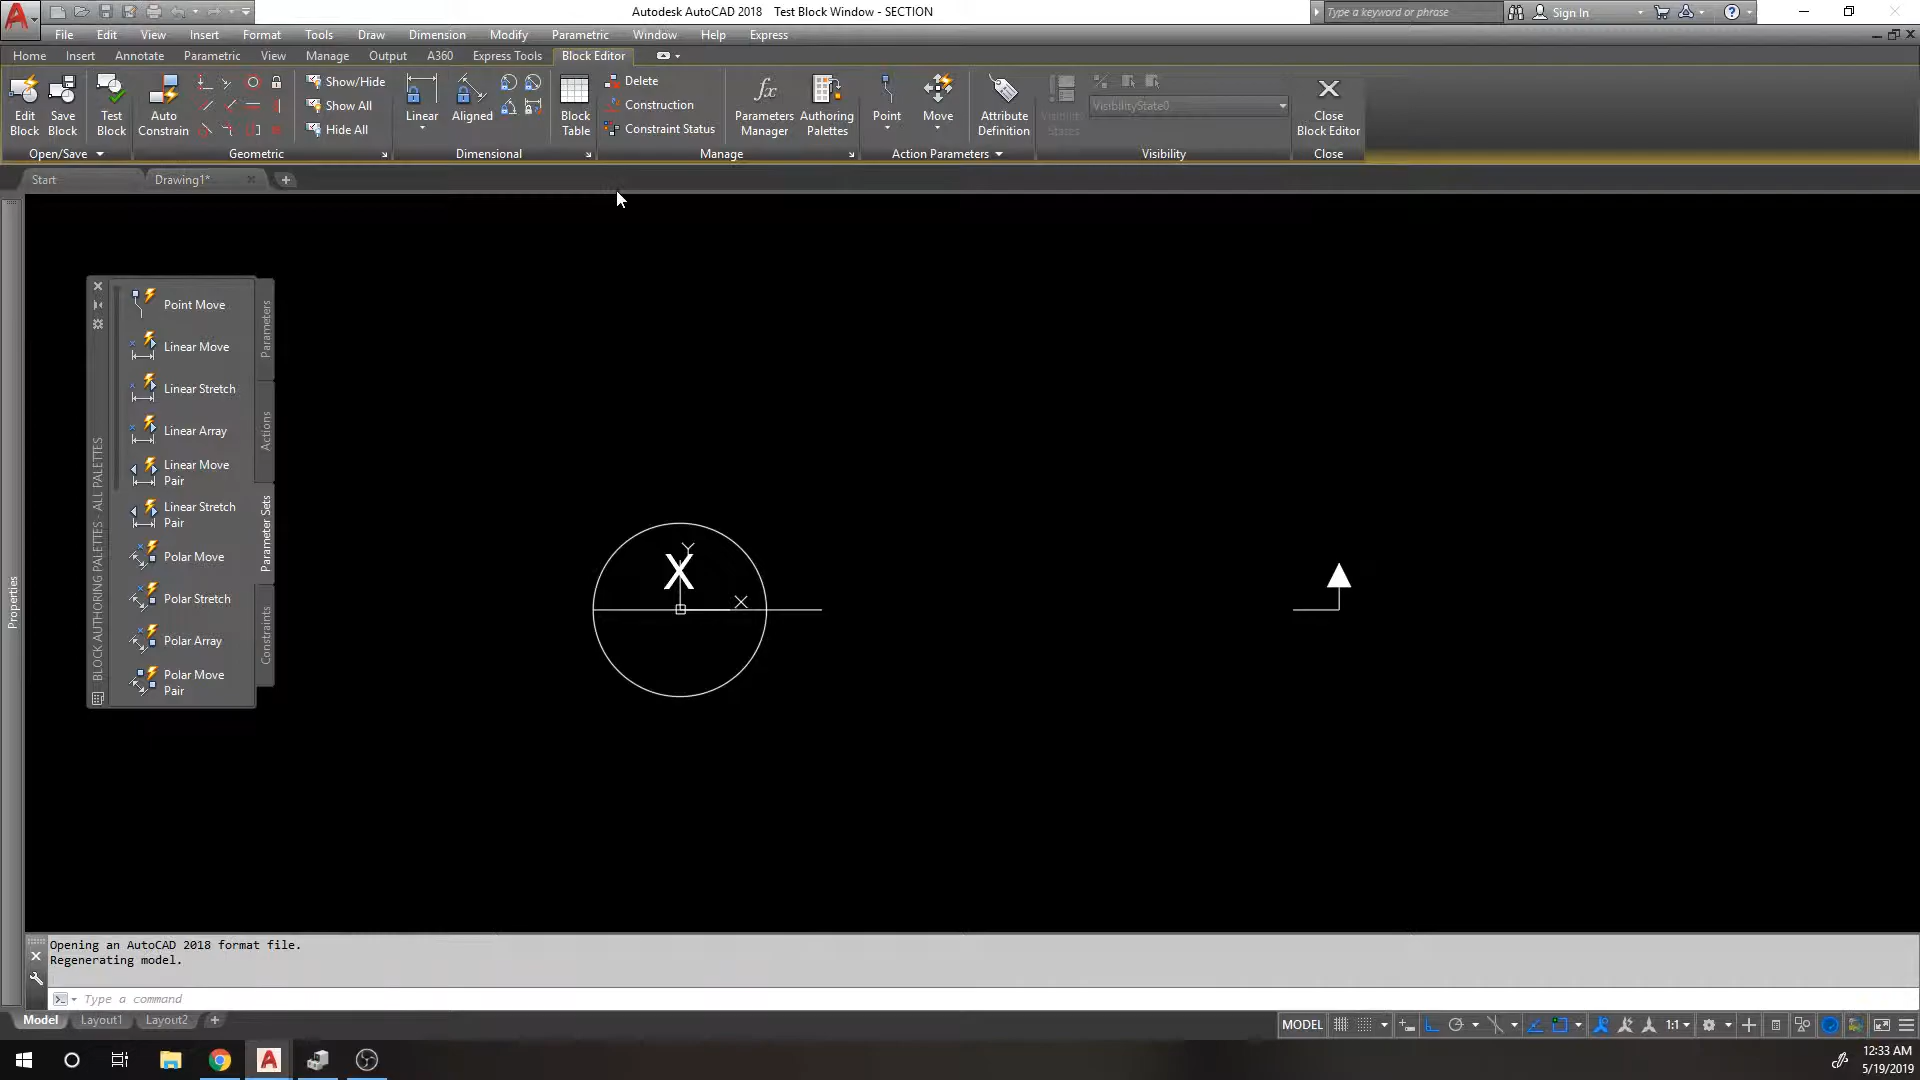 Autodesk AutoCAD 2018 Test Block Window - SECTION
Type a keyword or phrase
Sign In
File Edit View Insert Format Tools Draw Dimension Modify Parametric Window Help Express
Home Insert Annotate Parametric View Manage Output A360 Express Tools Block Editor
Edit Block
Save Block
Test Block
Auto Constrain
Show/Hide
Show All
Hide All
Linear
Aligned
Block Table
Delete
Construction
Constraint Status
fx
Parameters Manager
Authoring Palettes
Point
Move
Attribute Definition
Visibility States
VisibilityState0
Close Block Editor
Open/Save
Geometric
Dimensional
Manage
Action Parameters
Visibility
Close
Start
Drawing1*
Properties
BLOCK AUTHORING PALETTES - ALL PALETTES
Point Move
Linear Move
Linear Stretch
Linear Array
Linear Move
Pair
Linear Stretch
Pair
Polar Move
Polar Stretch
Polar Array
Polar Move
Pair
Parameters
Actions
Parameter Sets
Constraints
Y
X
X
Opening an AutoCAD 2018 format file.
Regenerating model.
Type a command
Model Layout1 Layout2
MODEL
1:1
12:33 AM
5/19/2019